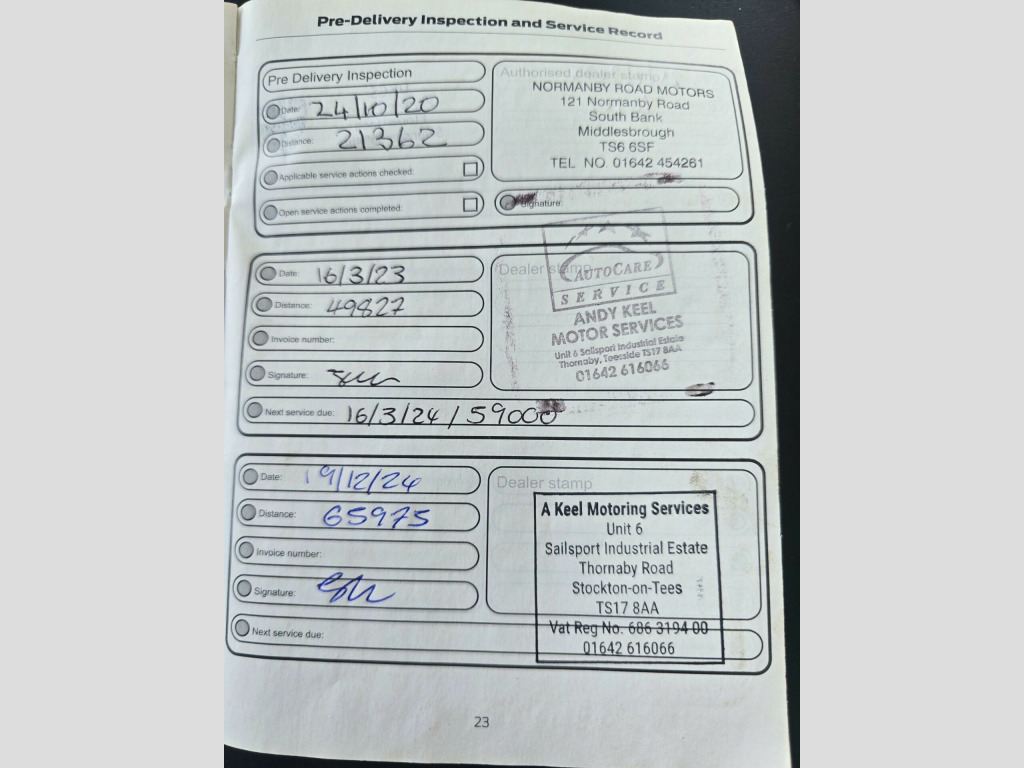 Pre-Delivery Inspection and Service Record
Pre Delivery Inspection
Date: 24/10/20
Distance: 21362
Applicable service actions checked:
Open service actions completed:
Authorised dealer stamp
NORMANBY ROAD MOTORS
121 Normanby Road
South Bank
Middlesbrough
TS6 6SF
TEL NO. 01642 454261
Signature:
Date: 16/3/23
Distance: 49827
Invoice number:
Signature:
Next service due: 16/3/24 / 59000
Dealer stamp
AUTOCARE
SERVICE
ANDY KEEL
MOTOR SERVICES
Unit 6 Sailsport Industrial Estate
Thornaby, Teesside TS17 8AA
01642 616066
Date: 19/12/24
Distance: 65975
Invoice number:
Signature:
Next service due:
Dealer stamp
A Keel Motoring Services
Unit 6
Sailsport Industrial Estate
Thornaby Road
Stockton-on-Tees
TS17 8AA
Vat Reg No. 686 3194 00
01642 616066
23